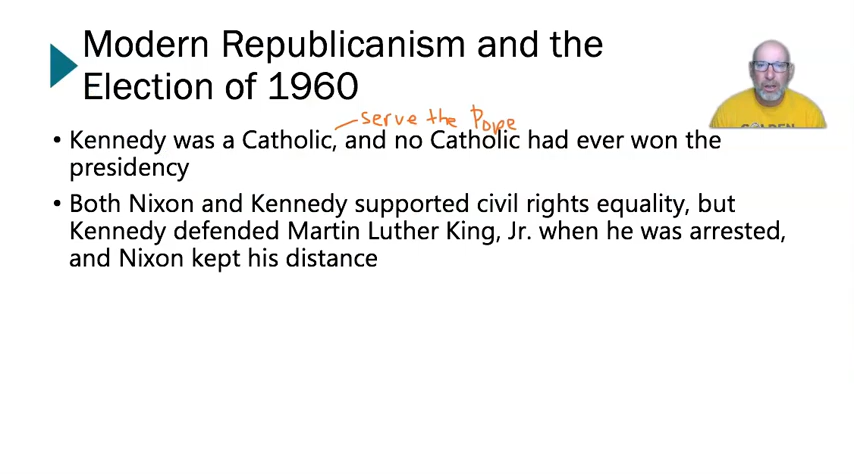 Modern Republicanism and the
Election of 1960
serve the Pope
• Kennedy was a Catholic, and no Catholic had ever won the
presidency
• Both Nixon and Kennedy supported civil rights equality, but
Kennedy defended Martin Luther King, Jr. when he was arrested,
and Nixon kept his distance
GOLDEN